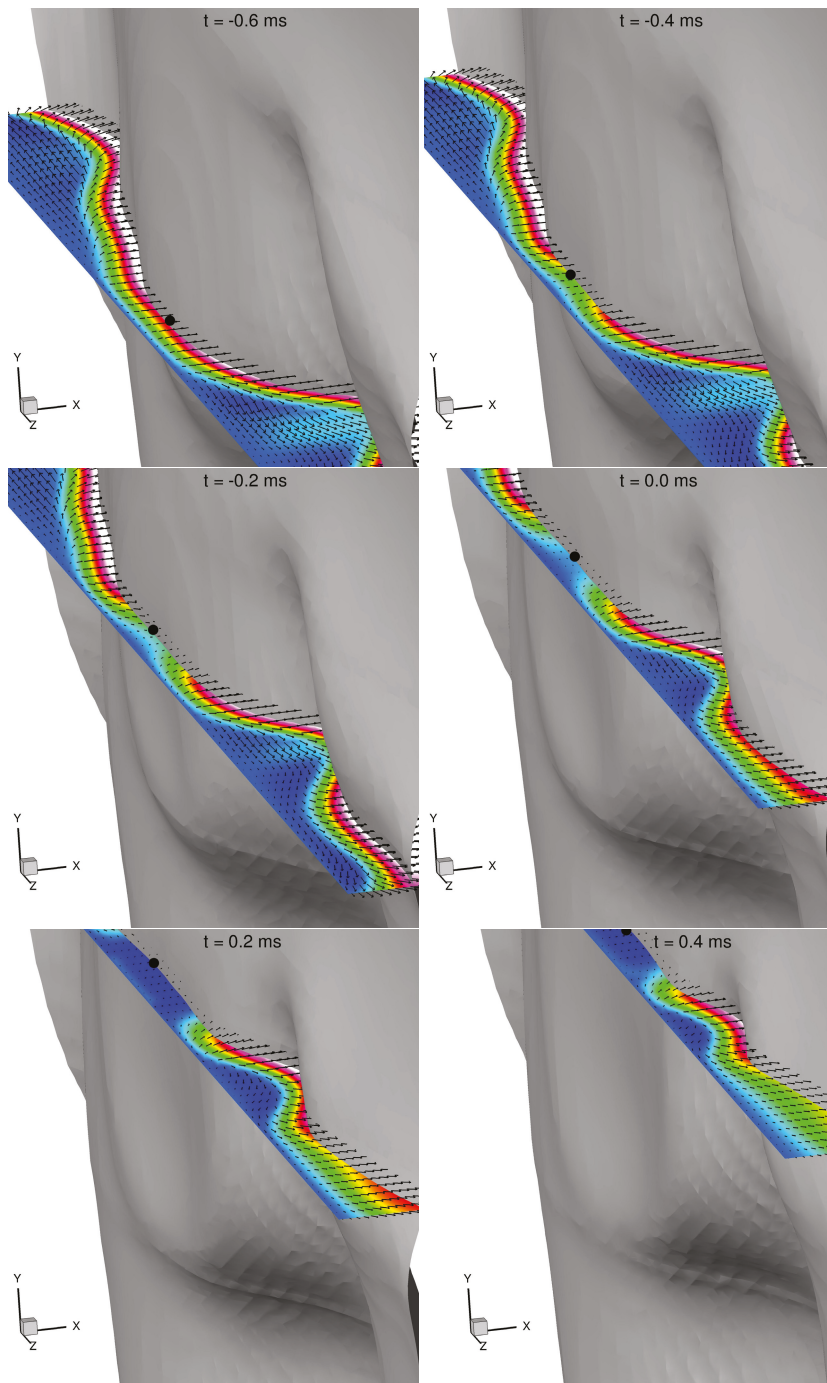 t = -0.6 ms
t = -0.4 ms
Y
X
Z
Y
X
Z
t = -0.2 ms
t = 0.0 ms
Y
X
Z
Y
X
Z
t = 0.2 ms
t = 0.4 ms
Y
X
Z
Y
X
Z